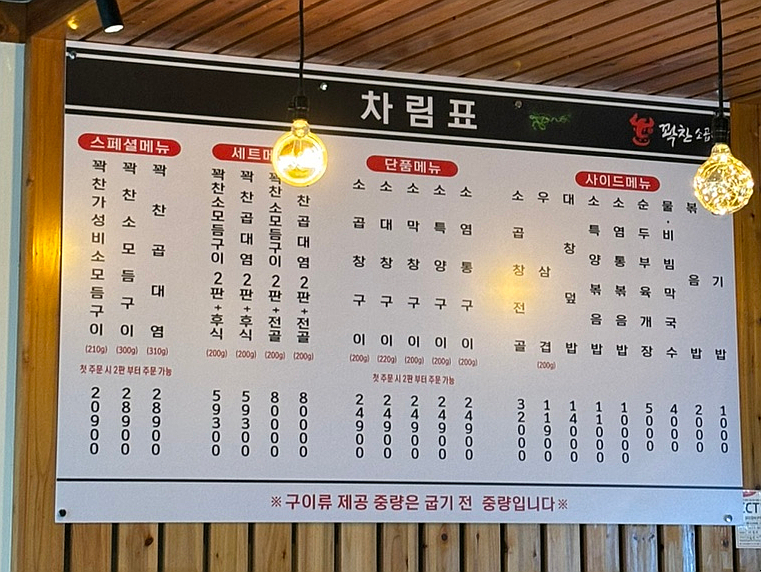 차림표
꽉찬소곱
스페셜메뉴
꽉찬가성비소모듬구이 (210g) 20900
꽉찬소모듬구이 (300g) 28900
꽉찬곱대염 (310g) 28900
첫 주문 시 2판 부터 주문 가능
세트메
꽉찬소모듬구이 2판+후식 (200g) 59300
꽉찬곱대염 2판+후식 (200g) 59300
꽉찬소모듬구이 2판+전골 (200g) 80000
찬곱대염 2판+전골 (200g) 80000
단품메뉴
소곱창구이 (200g) 24900
소대창구이 (220g) 24900
소막창구이 (200g) 24900
소특양구이 (200g) 24900
소염통구이 (200g) 24900
첫 주문 시 2판 부터 주문 가능
사이드메뉴
소곱창전골 32000
우삼겹 (200g) 11900
대창덮밥 14000
소특양볶음밥 11000
소염통볶음밥 10000
순두부육개장 5000
물,비빔막국수 4000
볶음밥 2000
기밥 1000
※구이류 제공 중량은 굽기 전 중량입니다※